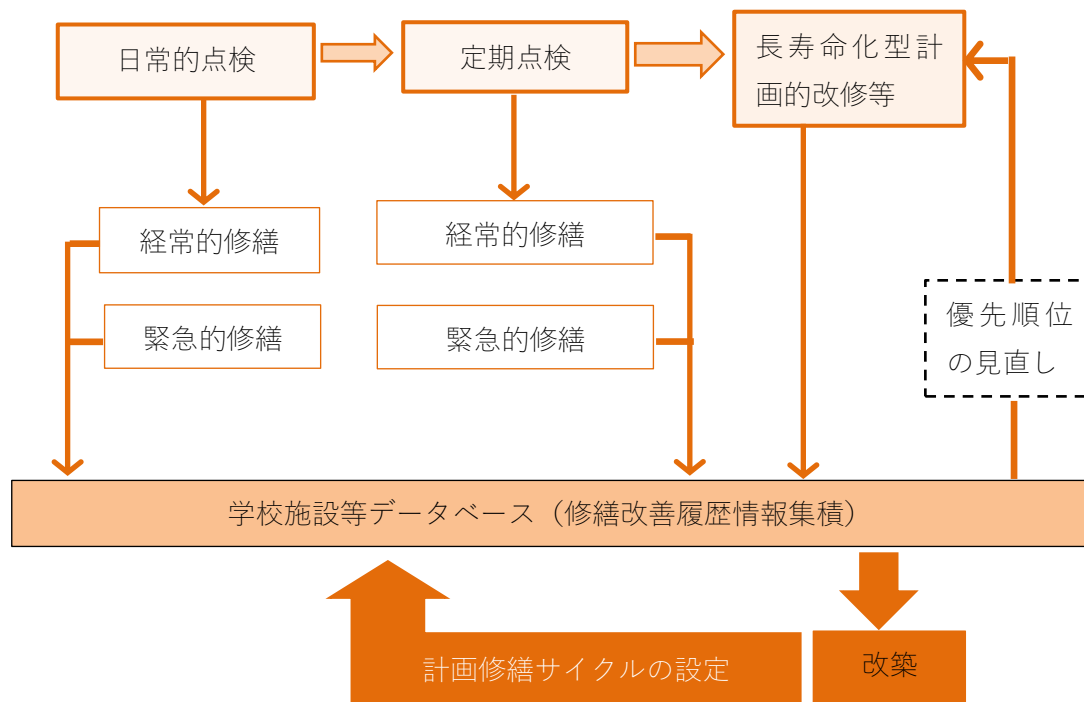 日常的点検
定期点検
長寿命化型計
画的改修等
経常的修繕
経常的修繕
緊急的修繕
緊急的修繕
優先順位
の見直し
学校施設等データベース（修繕改善履歴情報集積）
計画修繕サイクルの設定
改築